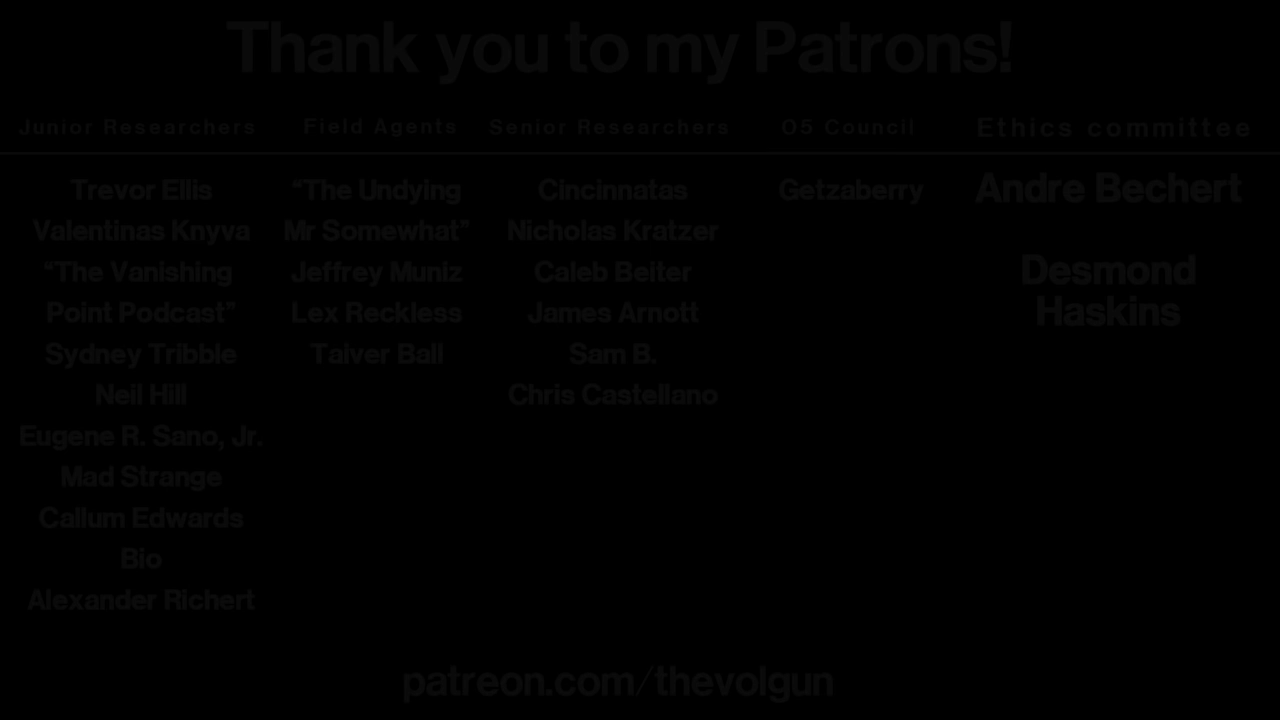 Thank you to my Patrons!
Junior Researchers
Field Agents
Senior Researchers
O5 Council
Ethics committee
Trevor Ellis
Valentinas Knyva
“The Vanishing
Point Podcast”
Sydney Tribble
Neil Hill
Eugene R. Sano, Jr.
Mad Strange
Callum Edwards
Bio
Alexander Richert
“The Undying
Mr Somewhat”
Jeffrey Muniz
Lex Reckless
Taiver Ball
Cincinnatas
Nicholas Kratzer
Caleb Beiter
James Arnott
Sam B.
Chris Castellano
Getzaberry
Andre Bechert
Desmond
Haskins
patreon.com/thevolgun